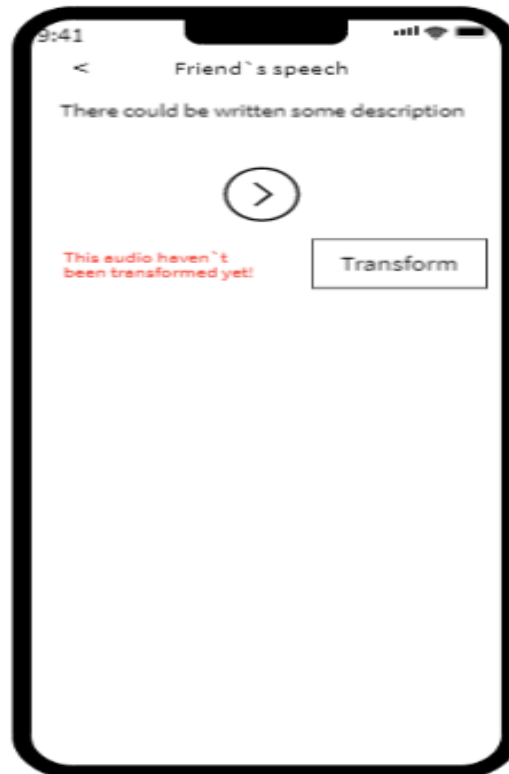 9:41
< Friend`s speech
There could be written some description
>
This audio haven`t
been transformed yet!
Transform